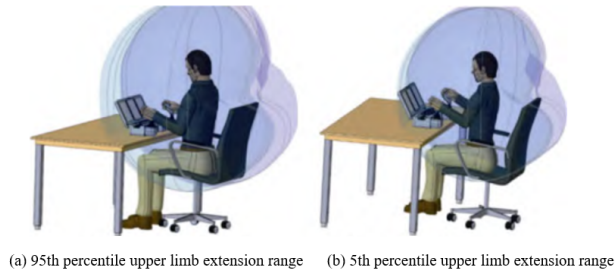 (a) 95th percentile upper limb extension range
(b) 5th percentile upper limb extension range